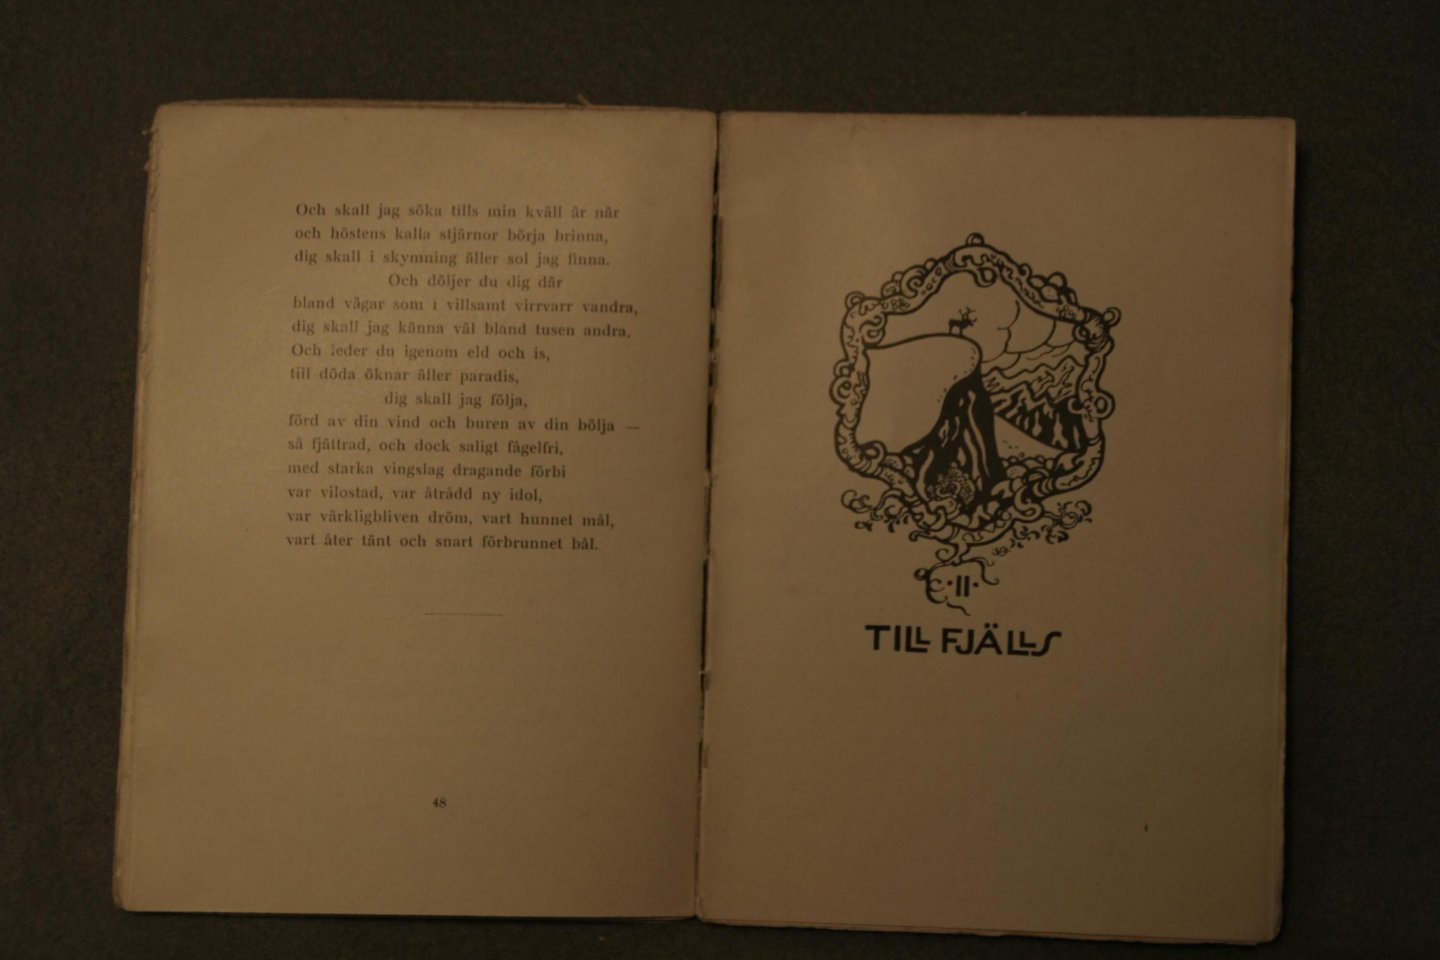 Och skall jag söka tills min kväll är när
och höstens kalla stjärnor börja brinna,
dig skall i skymning äller sol jag finna.
Och döljer du dig där
bland vägar som i villsamt virrvarr vandra,
dig skall jag känna väl bland tusen andra.
Och leder du igenom eld och is,
till döda öknar äller paradis,
dig skall jag följa,
förd av din vind och buren av din bölja —
så fjättrad, och dock saligt fågelfri,
med starka vingslag dragande förbi
var vilostad, var åtrådd ny idol,
var värkligbliven dröm, vart hunnet mål,
vart åter tänt och snart förbrunnet bål.
48
·II·
TILL FJÄLLS